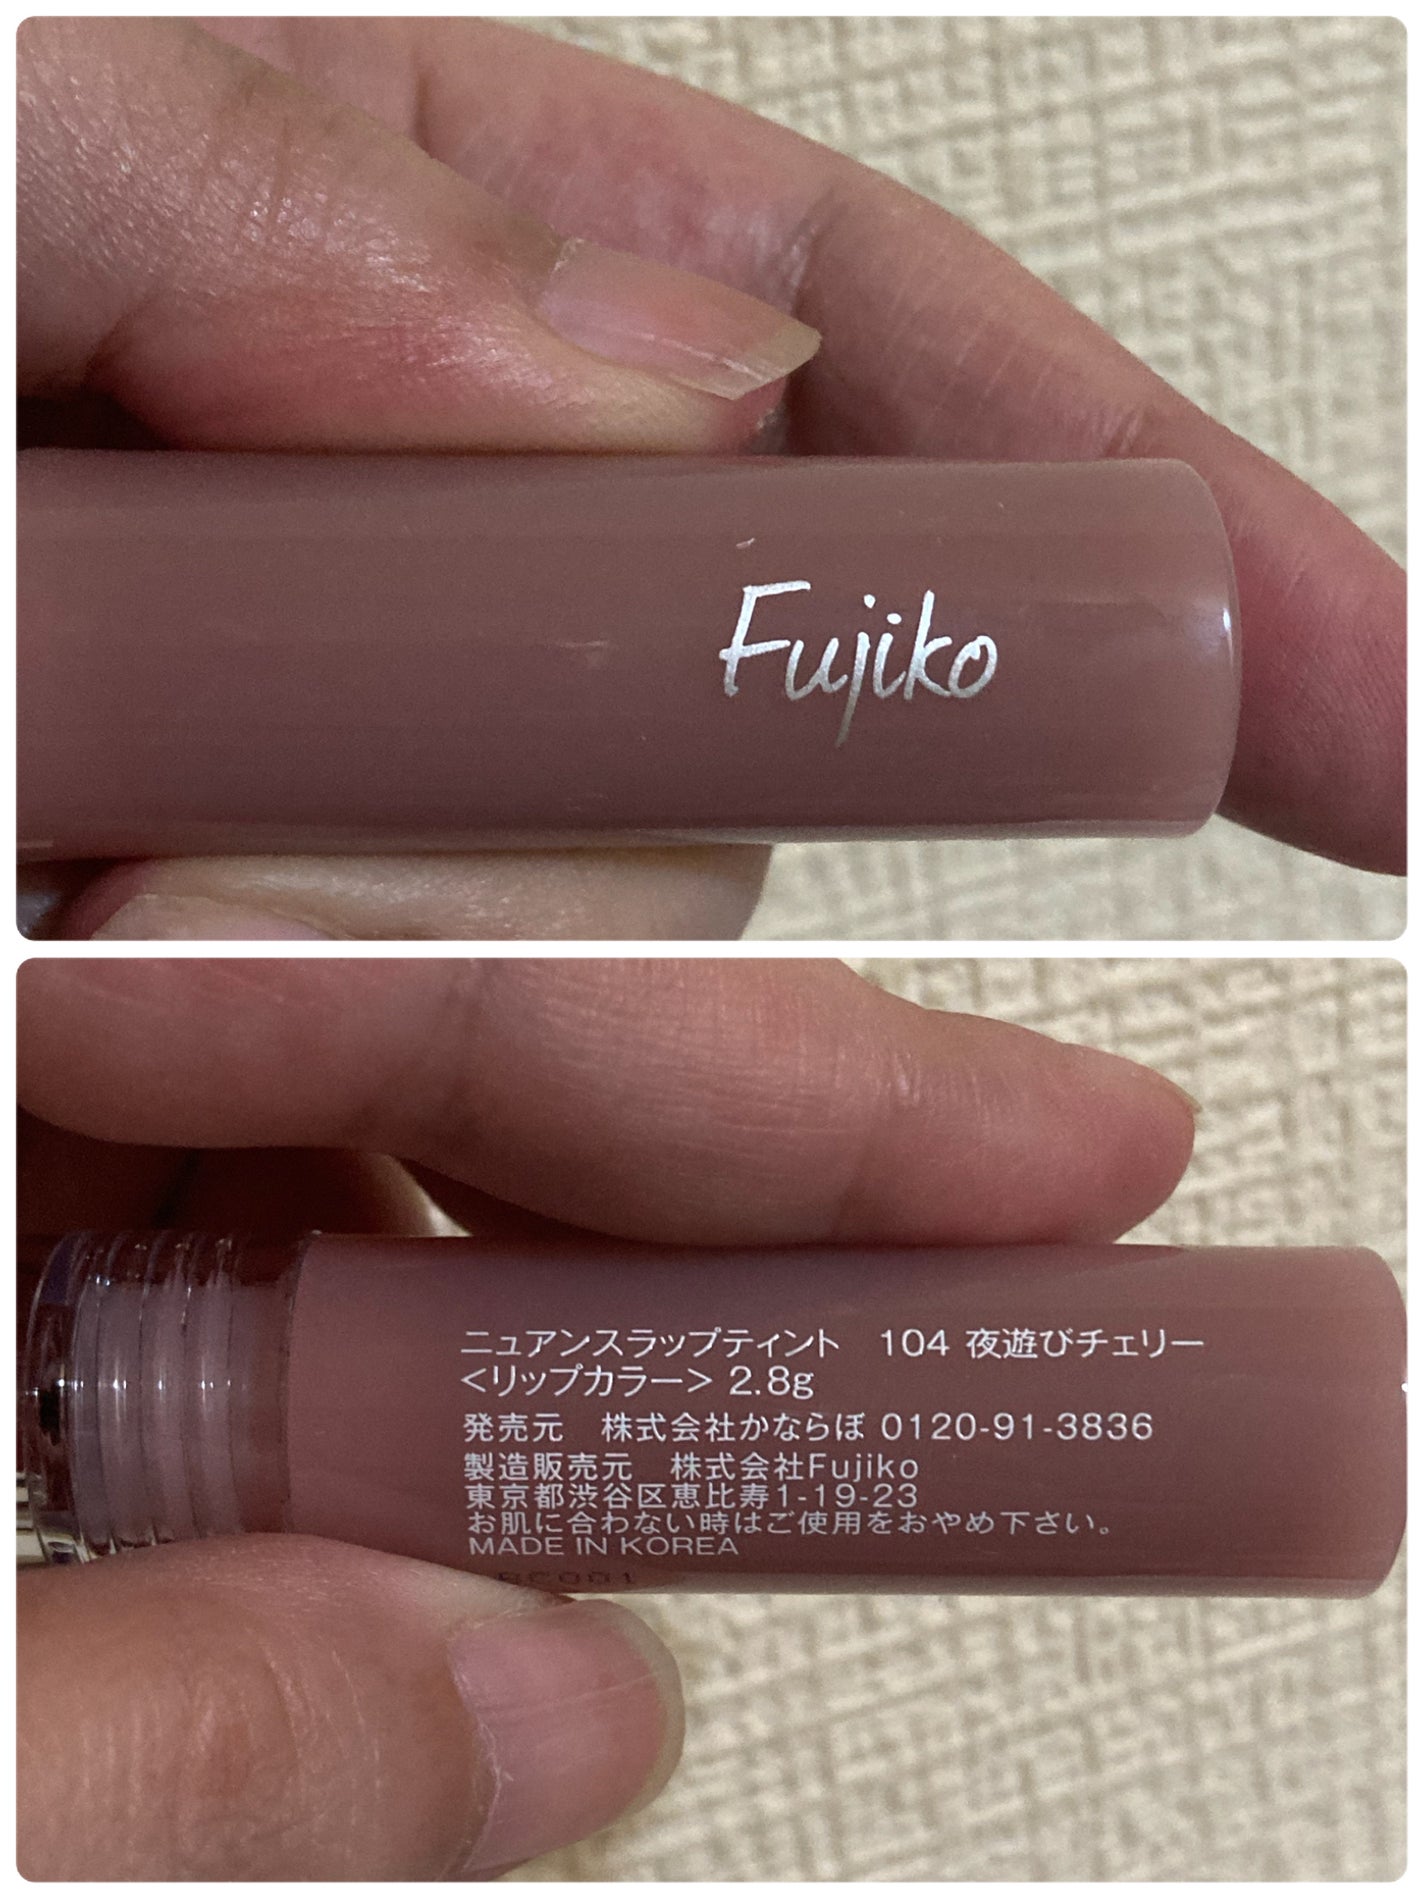 Fujiko
ニュアンスラップティント 104 夜遊びチェリー
<リップカラー> 2.8g
発売元 株式会社かならぼ 0120-91-3836
製造販売元 株式会社Fujiko
東京都渋谷区恵比寿1-19-23
お肌に合わない時はご使用をおやめ下さい。
MADE IN KOREA